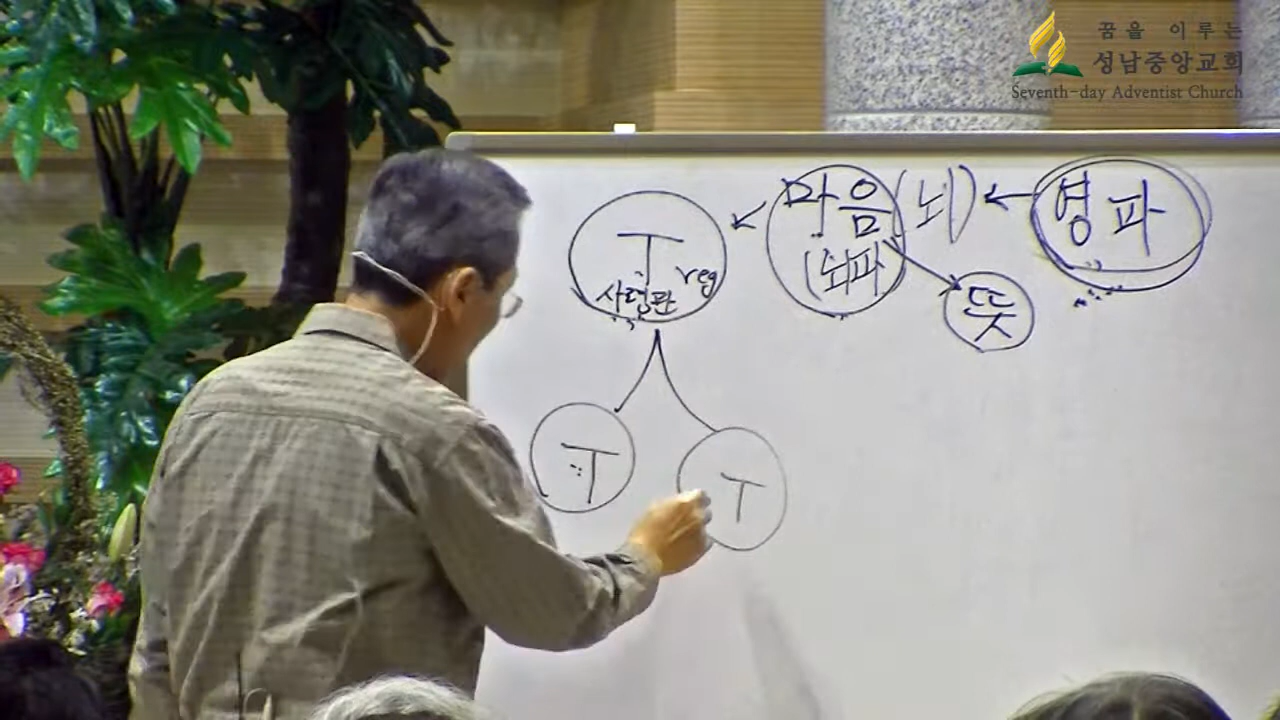 꿈을 이루는
성남중앙교회
Seventh-day Adventist Church
T
사령관 reg
마음(뇌)
(뇌파
뜻
영파
T
T